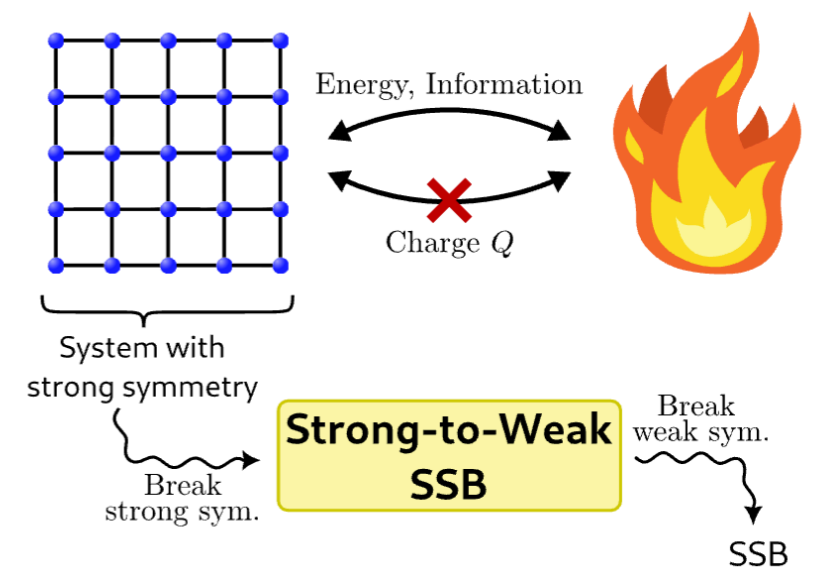 Energy, Information
Charge Q
System with
strong symmetry
Break
strong sym.
Strong-to-Weak
SSB
Break
weak sym.
SSB